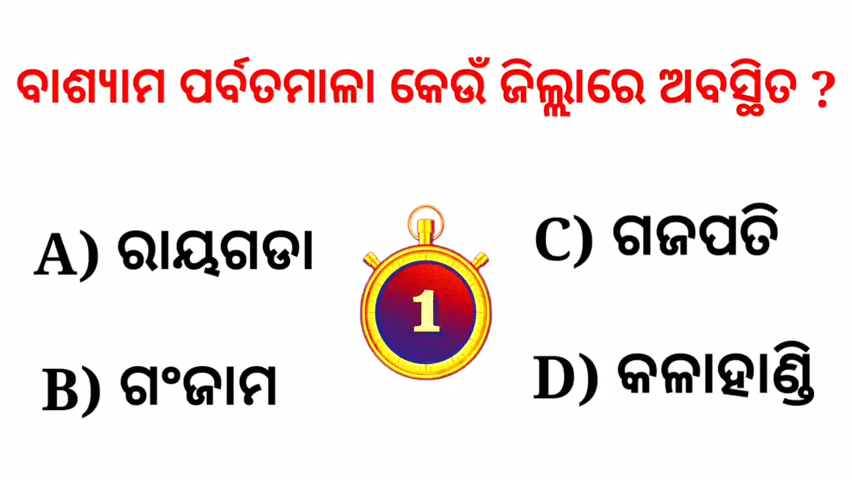 ବାଶ୍ୟାମ ପର୍ବତମାଳା କେଉଁ ଜିଲ୍ଲାରେ ଅବସ୍ଥିତ ?
A) ରାୟଗଡା
B) ଗଂଜାମ
1
C) ଗଜପତି
D) କଳାହାଣ୍ଡି